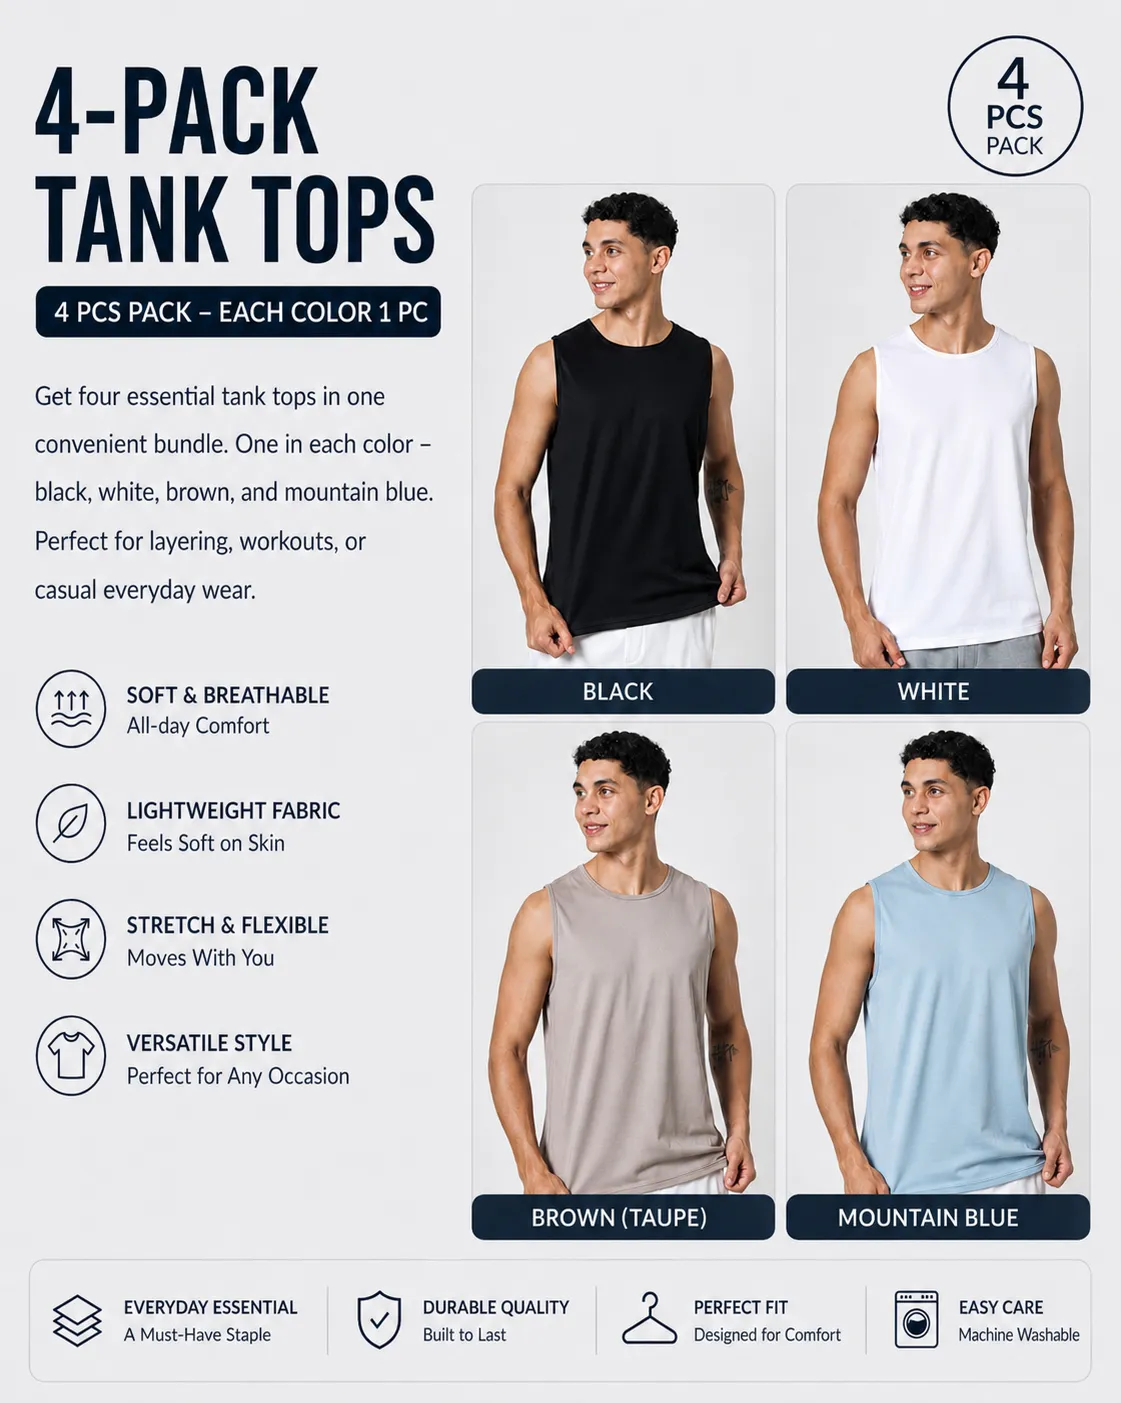 4-PACK
TANK TOPS
4 PCS PACK – EACH COLOR 1 PC
Get four essential tank tops in one
convenient bundle. One in each color –
black, white, brown, and mountain blue.
Perfect for layering, workouts, or
casual everyday wear.
SOFT & BREATHABLE
All-day Comfort
LIGHTWEIGHT FABRIC
Feels Soft on Skin
STRETCH & FLEXIBLE
Moves With You
VERSATILE STYLE
Perfect for Any Occasion
4
PCS
PACK
BLACK
WHITE
BROWN (TAUPE)
MOUNTAIN BLUE
EVERYDAY ESSENTIAL
A Must-Have Staple
DURABLE QUALITY
Built to Last
PERFECT FIT
Designed for Comfort
EASY CARE
Machine Washable